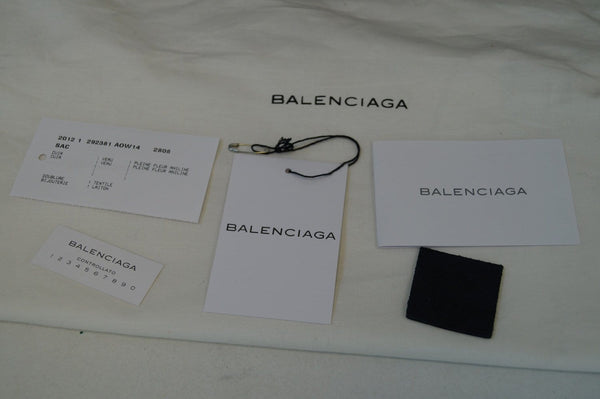 BALENCIAGA
2012 1 292381 A0W14 2806
SAC
CUIR : VEAU : PLEINE FLEUR ANILINE
CUIR : VEAU : PLEINE FLEUR ANILINE
DOUBLURE : TEXTILE
BIJOUTERIE : LAITON
BALENCIAGA
CONTROLLATO
1 2 3 4 5 6 7 8 9 0
BALENCIAGA
BALENCIAGA